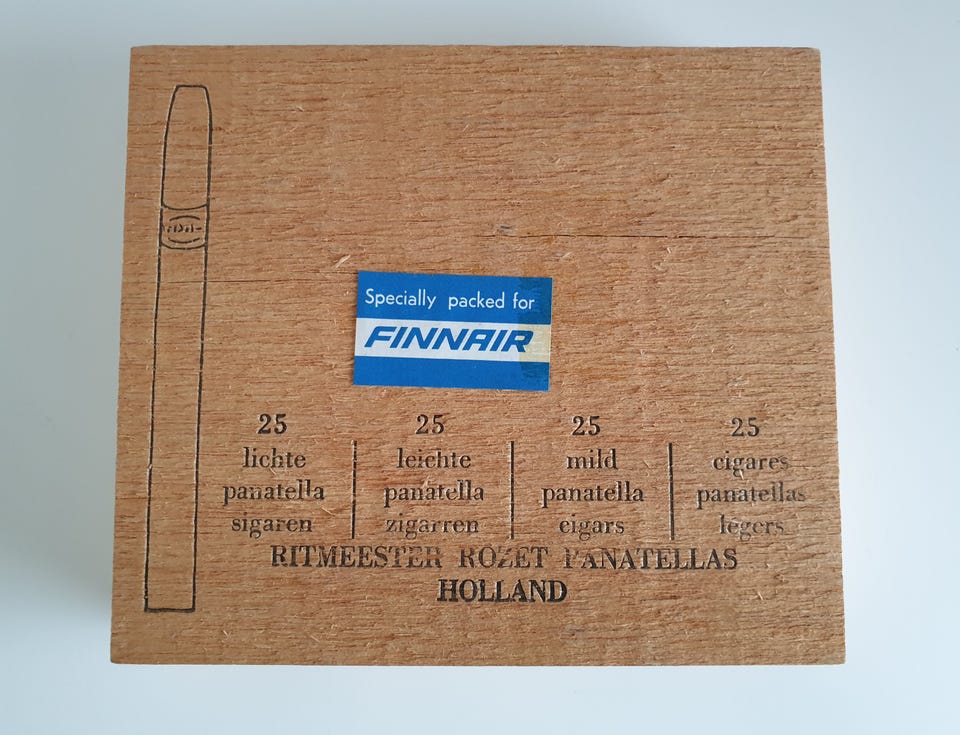 Specially packed for
FINNAIR
25
lichte
panatella
sigaren
25
leichte
panatella
zigarren
25
mild
panatella
cigars
25
cigares
panatellas
legers
RITMEESTER ROZET PANATELLAS
HOLLAND